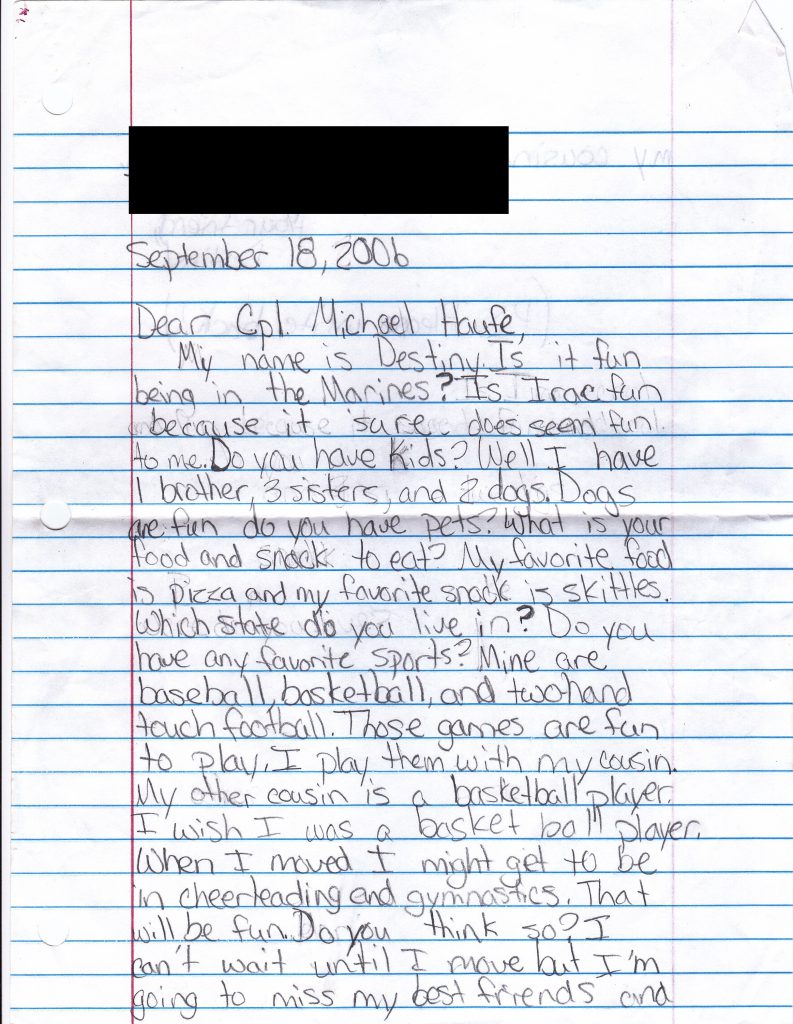 September 18, 2006
Dear Cpl. Michael Haufe,
My name is Destiny. Is it fun
being in the Marines? Is Irac fun
because it sure does seem fun
to me. Do you have kids? Well I have
1 brother, 3 sisters, and 2 dogs. Dogs
are fun do you have pets? What is your
food and snack to eat? My favorite food
is pizza and my favorite snack is skittles.
Which state do you live in? Do you
have any favorite sports? Mine are
baseball, basketball, and two-hand
touch football. Those games are fun
to play. I play them with my cousin.
My other cousin is a basketball player.
I wish I was a basket ball player.
When I moved I might get to be
in cheerleading and gymnastics. That
will be fun. Do you think so? I
can't wait until I move but I'm
going to miss my best friends and